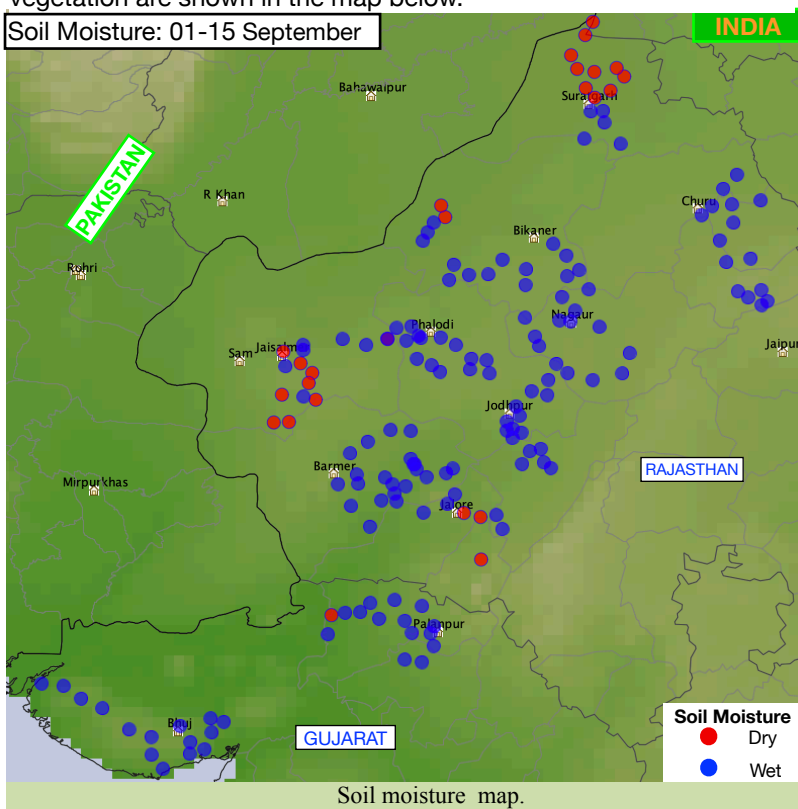 vegetation are shown in the map below.
Soil Moisture: 01-15 September
INDIA
Bahawaipur
Suratgarh
PAKISTAN
R Khan
Churu
Bikaner
Rohri
Nagaur
Phalodi
Jaisalm
Sam
Jaipur
Jodhpur
Barmer
RAJASTHAN
Mirpurkhas
Jalore
Palanpur
Bhuj
GUJARAT
Soil Moisture
Dry
Wet
Soil moisture map.